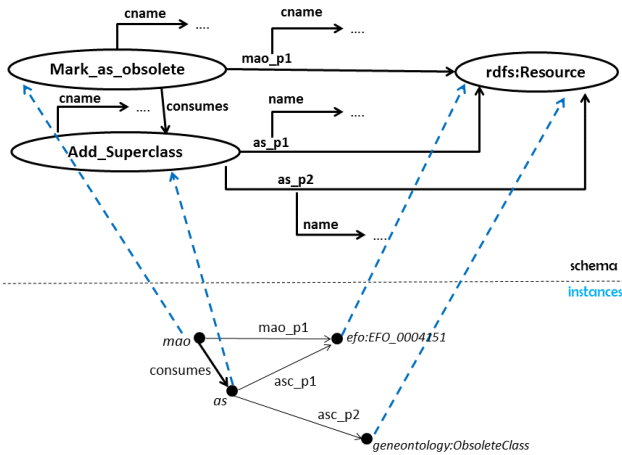 cname
....
cname
....
mao_p1
Mark_as_obsolete
rdfs:Resource
cname
....
consumes
name
....
Add_Superclass
as_p1
as_p2
name
.....
schema
instances
mao
mao_p1
efo:EFO_0004151
consumes
asc_p1
as
asc_p2
geneontology:ObsoleteClass